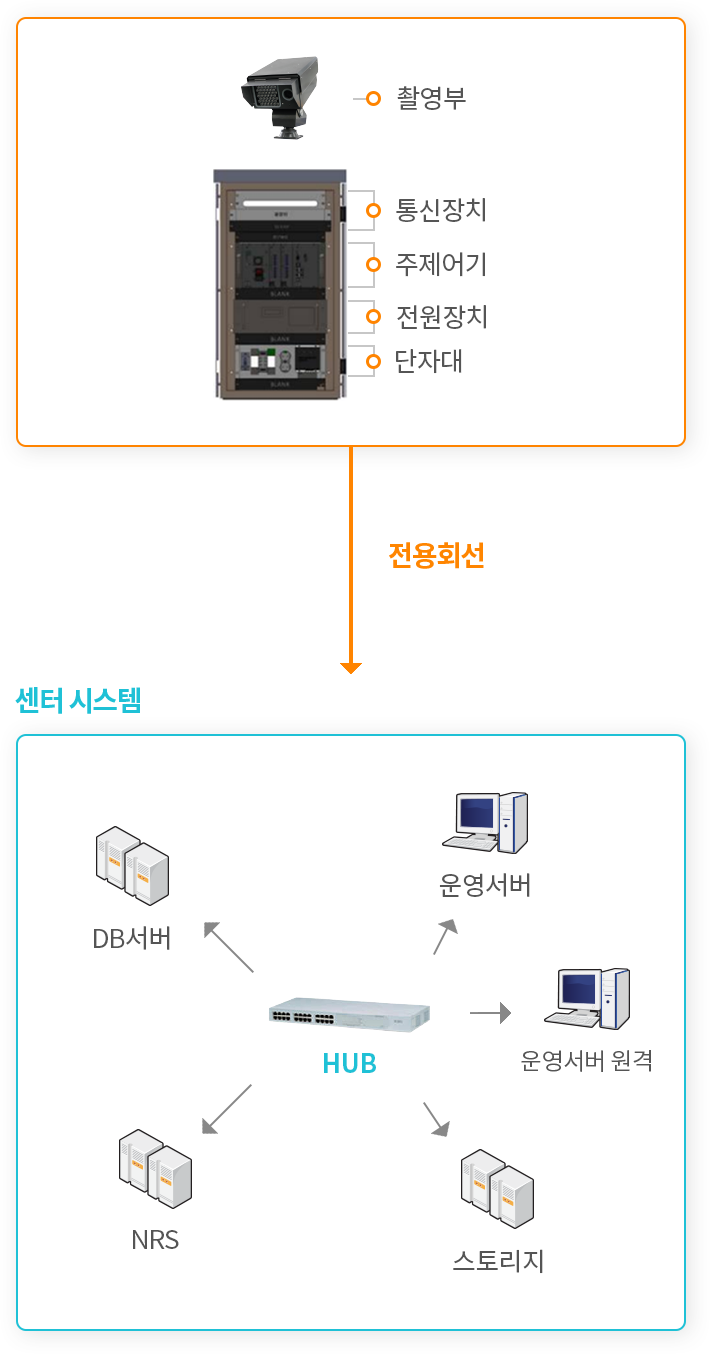 촬영부
통신장치
주제어기
전원장치
단자대
전용회선
센터 시스템
운영서버
DB서버
HUB
운영서버 원격
NRS
스토리지